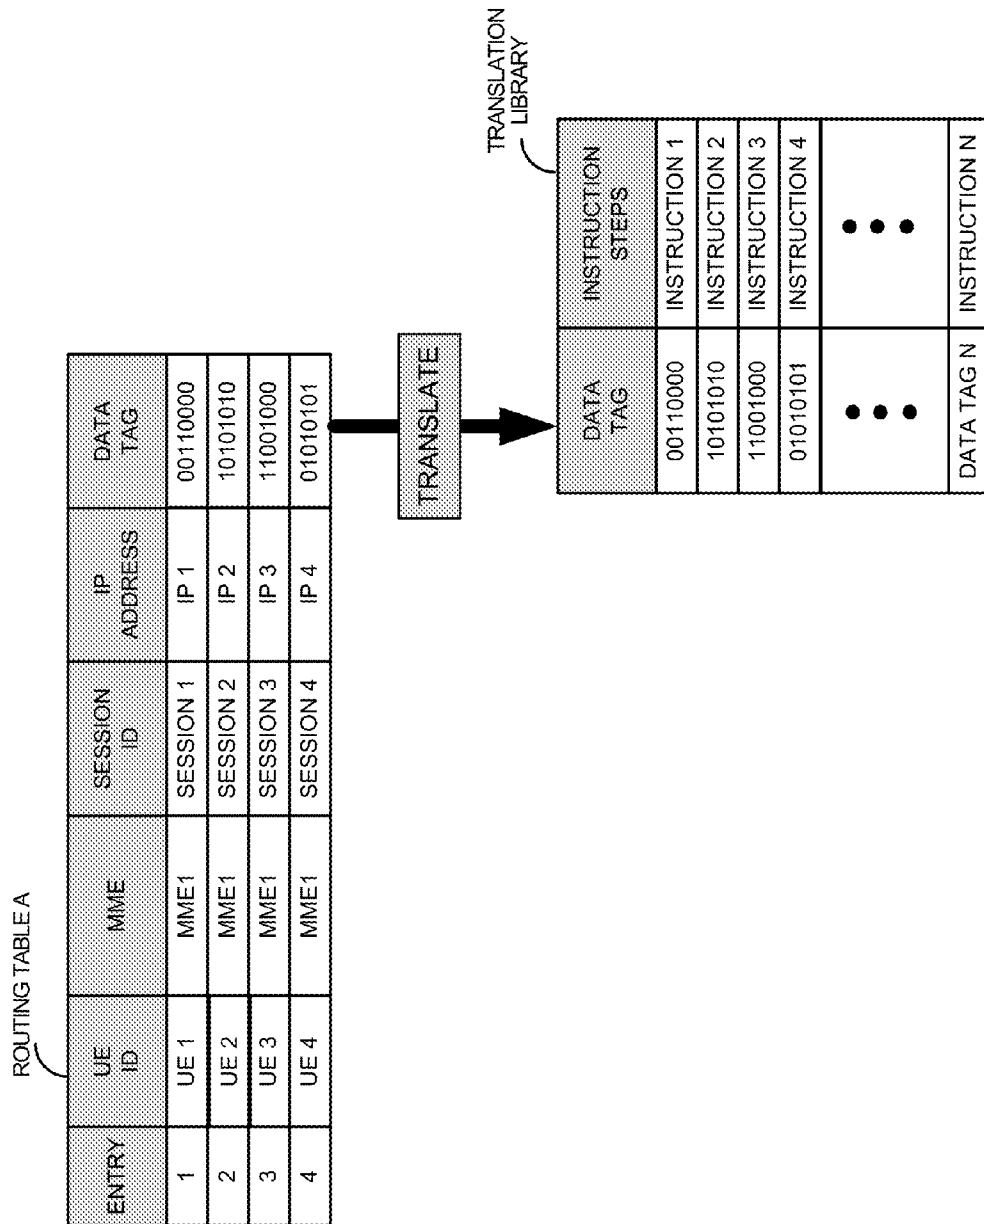 ROUTING TABLE A
ENTRY UE ID MME SESSION ID IP ADDRESS DATA TAG
1 UE 1 MME1 SESSION 1 IP 1 00110000
2 UE 2 MME1 SESSION 2 IP 2 10101010
3 UE 3 MME1 SESSION 3 IP 3 11001000
4 UE 4 MME1 SESSION 4 IP 4 01010101
TRANSLATE
TRANSLATION
LIBRARY
DATA TAG INSTRUCTION STEPS
00110000 INSTRUCTION 1
10101010 INSTRUCTION 2
11001000 INSTRUCTION 3
01010101 INSTRUCTION 4
DATA TAG N INSTRUCTION N